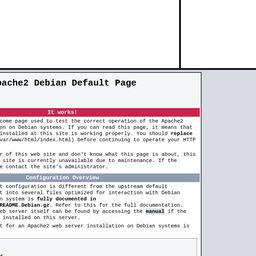 pache2 Debian Default Page
It works!
come page used to test the correct operation of the Apache2
on on Debian systems. If you can read this page, it means that
installed at this site is working properly. You should replace
var/www/html/index.html) before continuing to operate your HTTP
r of this web site and don't know what this page is about, this
site is currently unavailable due to maintenance. If the
e contact the site's administrator.
Configuration Overview
t configuration is different from the upstream default
it into several files optimized for interaction with Debian
n system is fully documented in
README.Debian.gz. Refer to this for the full documentation.
eb server itself can be found by accessing the manual if the
installed on this server.
t for an Apache2 web server installation on Debian systems is